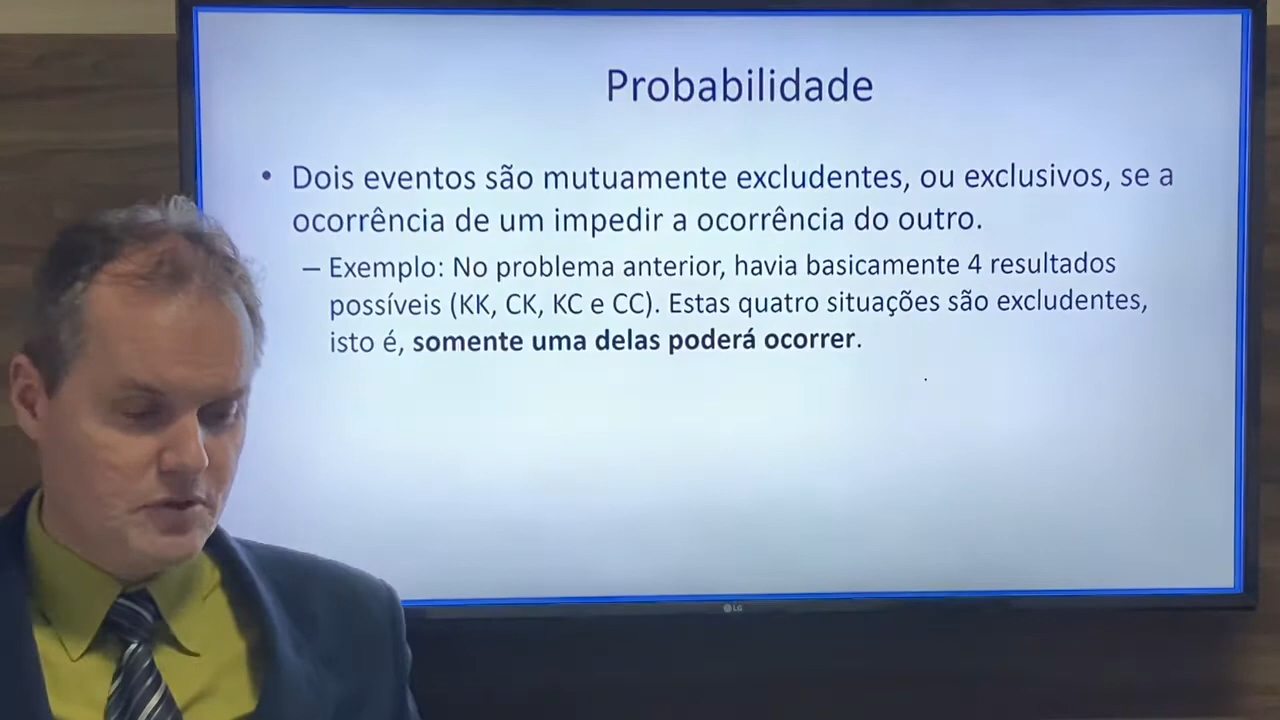 Probabilidade
• Dois eventos são mutuamente excludentes, ou exclusivos, se a
ocorrência de um impedir a ocorrência do outro.
– Exemplo: No problema anterior, havia basicamente 4 resultados
possíveis (KK, CK, KC e CC). Estas quatro situações são excludentes,
isto é, somente uma delas poderá ocorrer.
LG